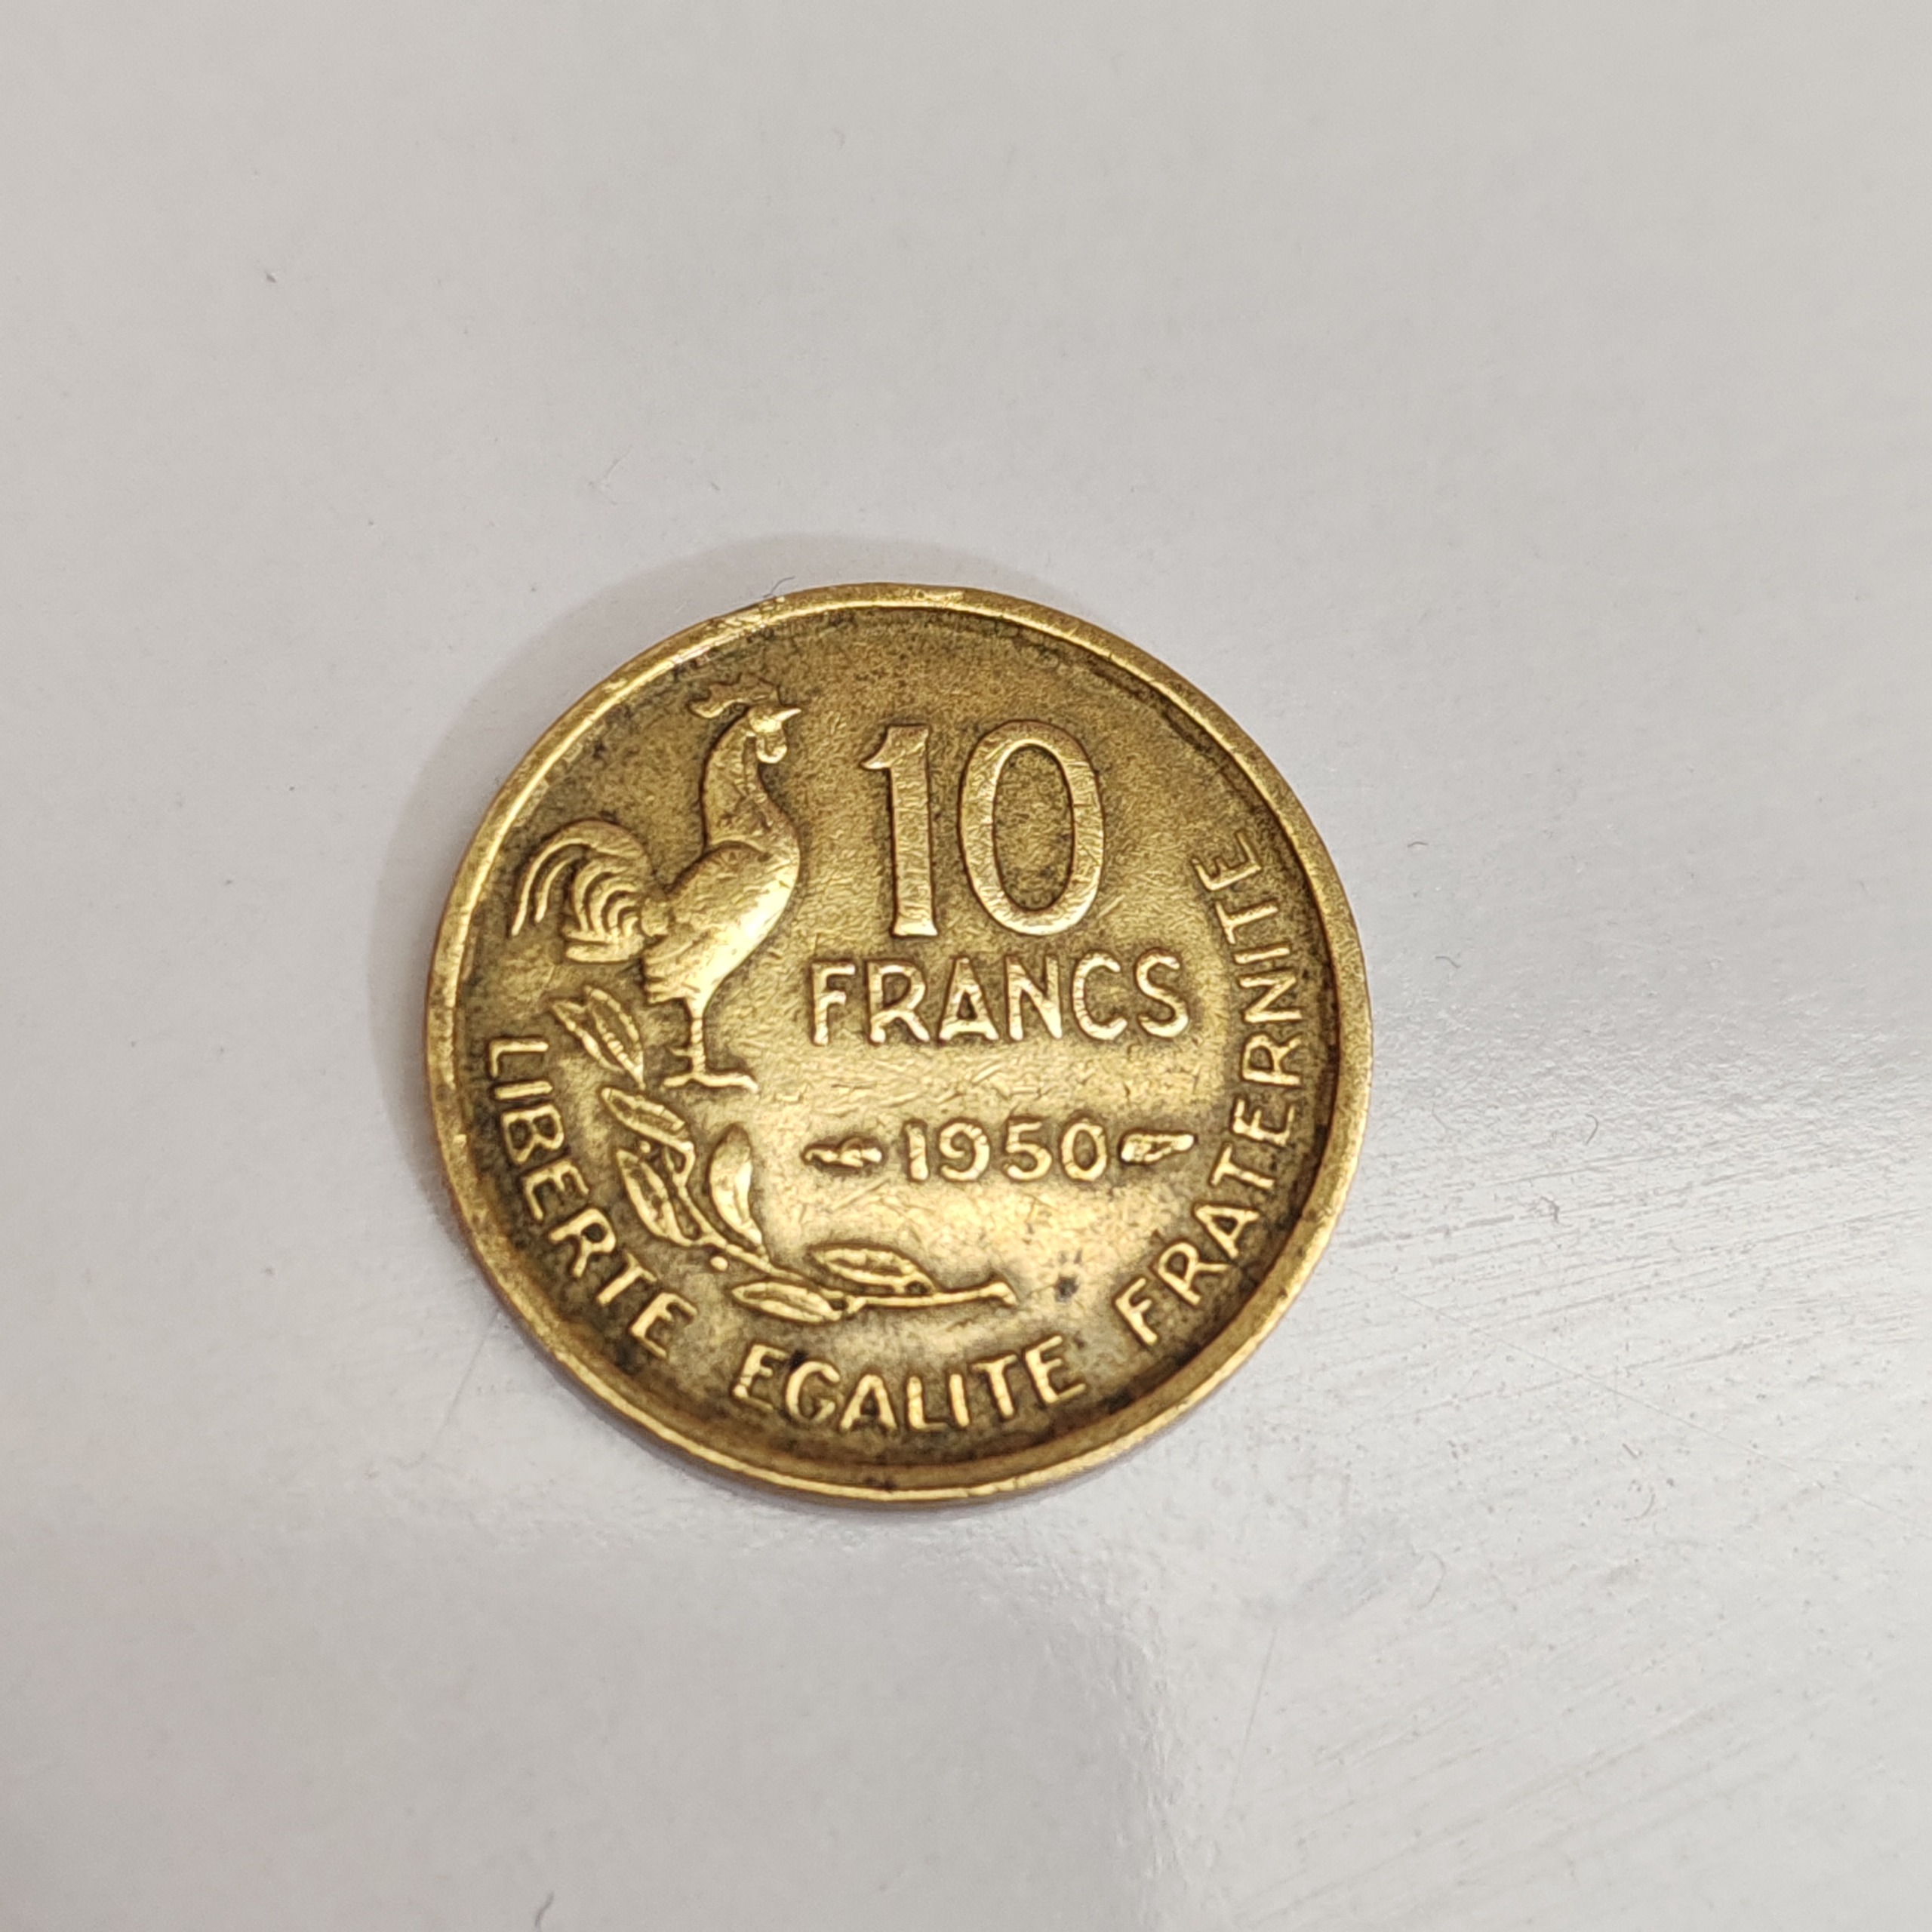 10
FRANCS
1950
LIBERTE EGALITE FRATERNITE